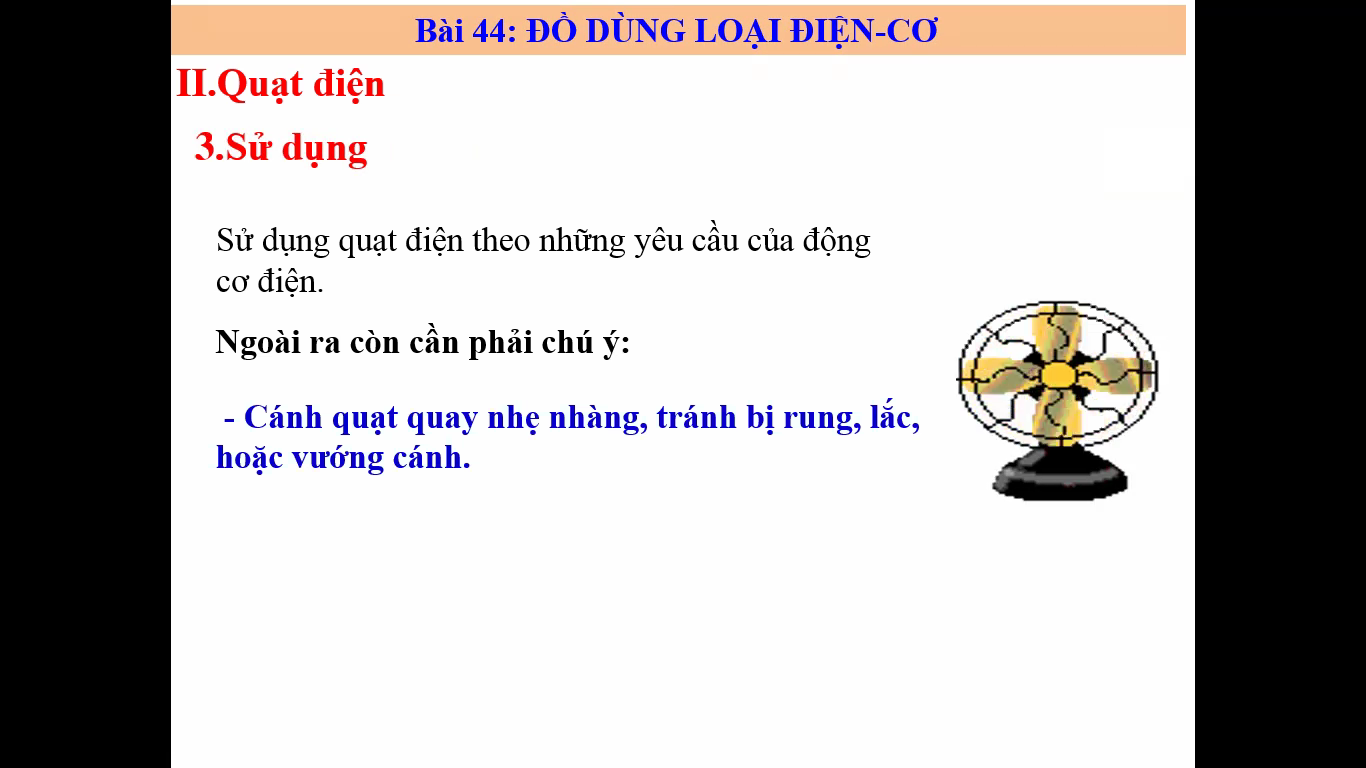 Bài 44: ĐỒ DÙNG LOẠI ĐIỆN-CƠ
II.Quạt điện
3.Sử dụng
Sử dụng quạt điện theo những yêu cầu của động
cơ điện.
Ngoài ra còn cần phải chú ý:
- Cánh quạt quay nhẹ nhàng, tránh bị rung, lắc,
hoặc vướng cánh.